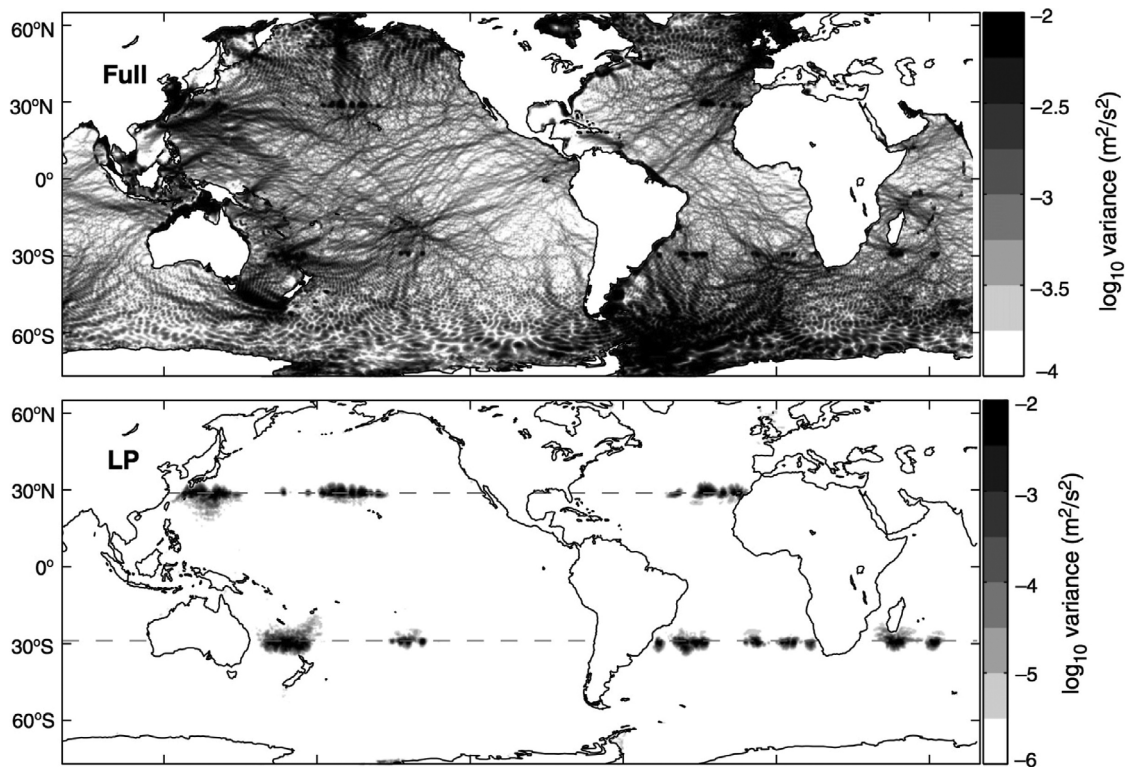 60ºN
Full
30ºN
0º
30ºS
60ºS
–2
–2.5
–3
–3.5
–4
log10 variance (m2/s2)
60ºN
LP
30ºN
0º
30ºS
60ºS
–2
–3
–4
–5
–6
log10 variance (m2/s2)